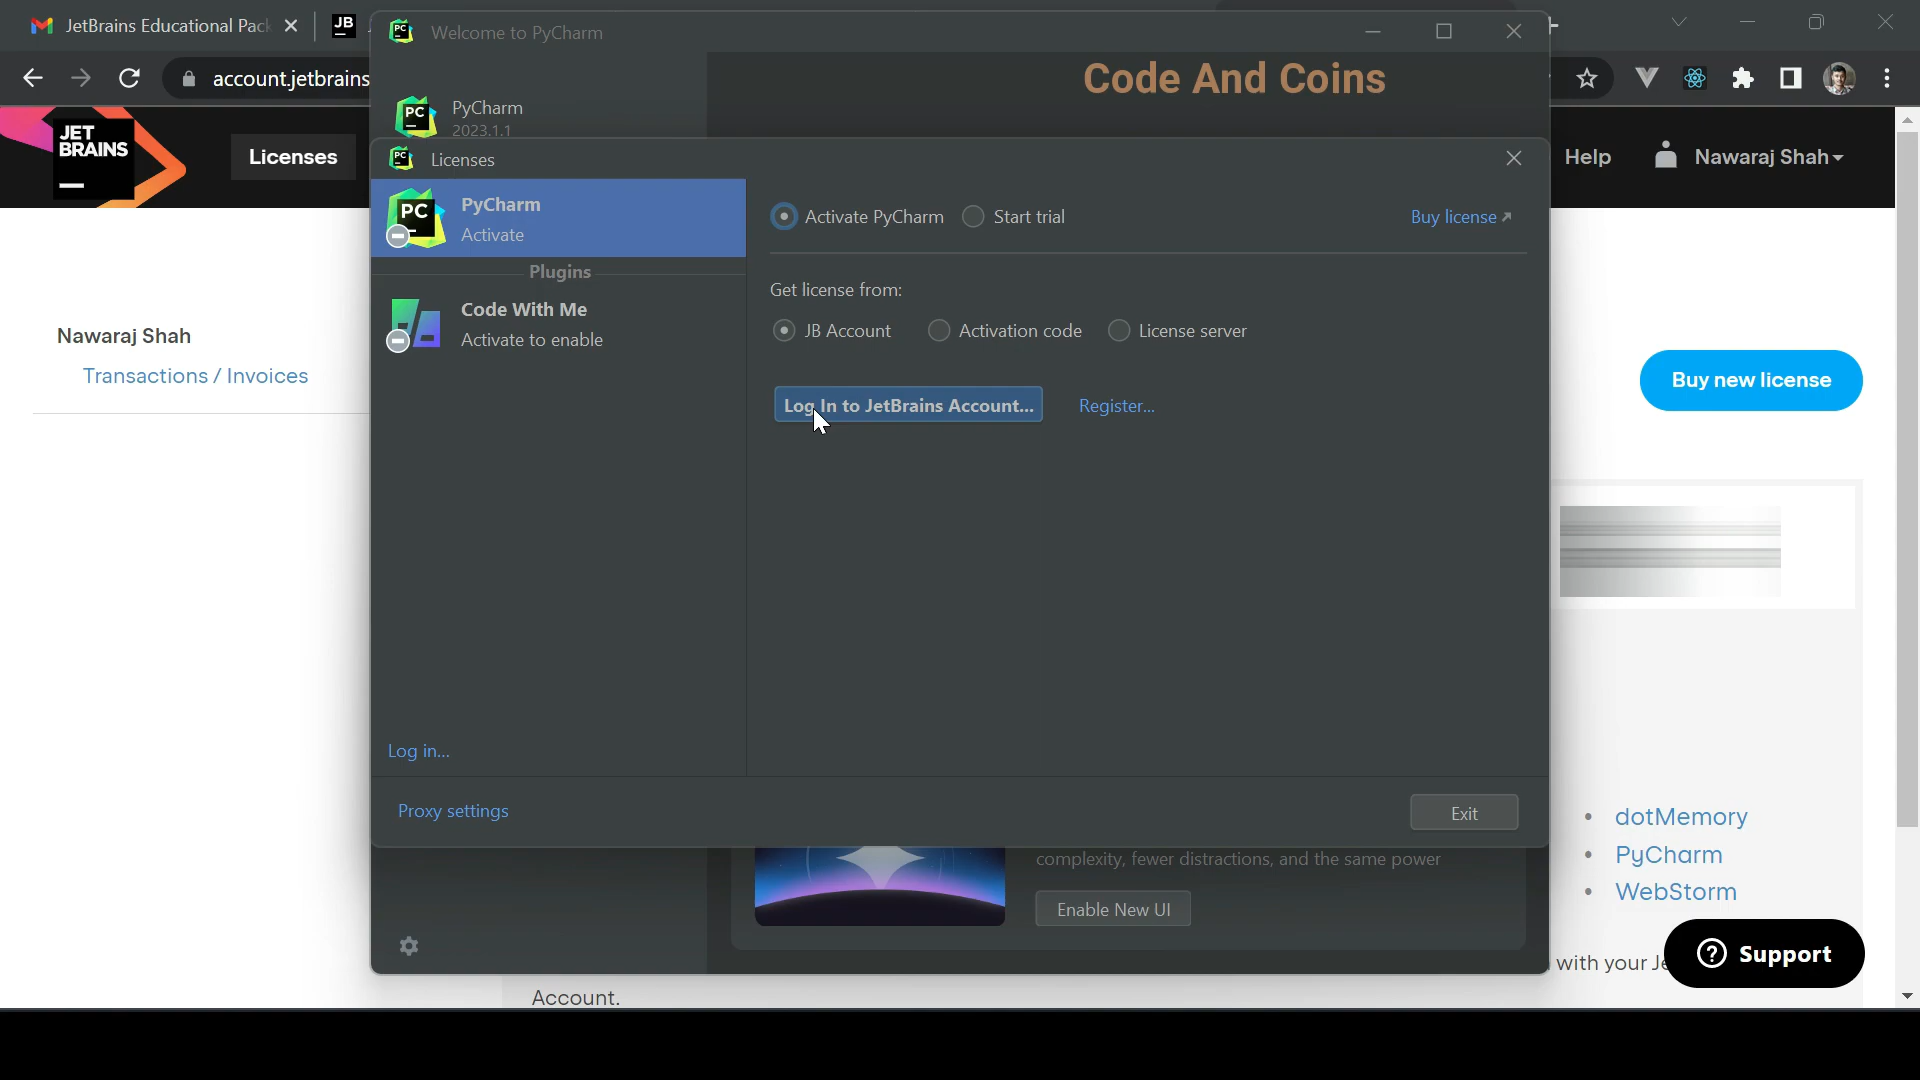 JetBrains Educational Pack
JB
Welcome to PyCharm
account.jetbrains
Code And Coins
PC
PyCharm
2023.1.1
JET
BRAINS
Licenses
Help
Nawaraj Shah
PC
Licenses
PC
PyCharm
Activate
Activate PyCharm
Start trial
Buy license
Plugins
Code With Me
Activate to enable
Get license from:
JB Account
Activation code
License server
Nawaraj Shah
Transactions / Invoices
Buy new license
Log In to JetBrains Account...
Register...
Log in...
Proxy settings
Exit
dotMemory
PyCharm
WebStorm
complexity, fewer distractions, and the same power
Enable New UI
with your Je
Support
Account.